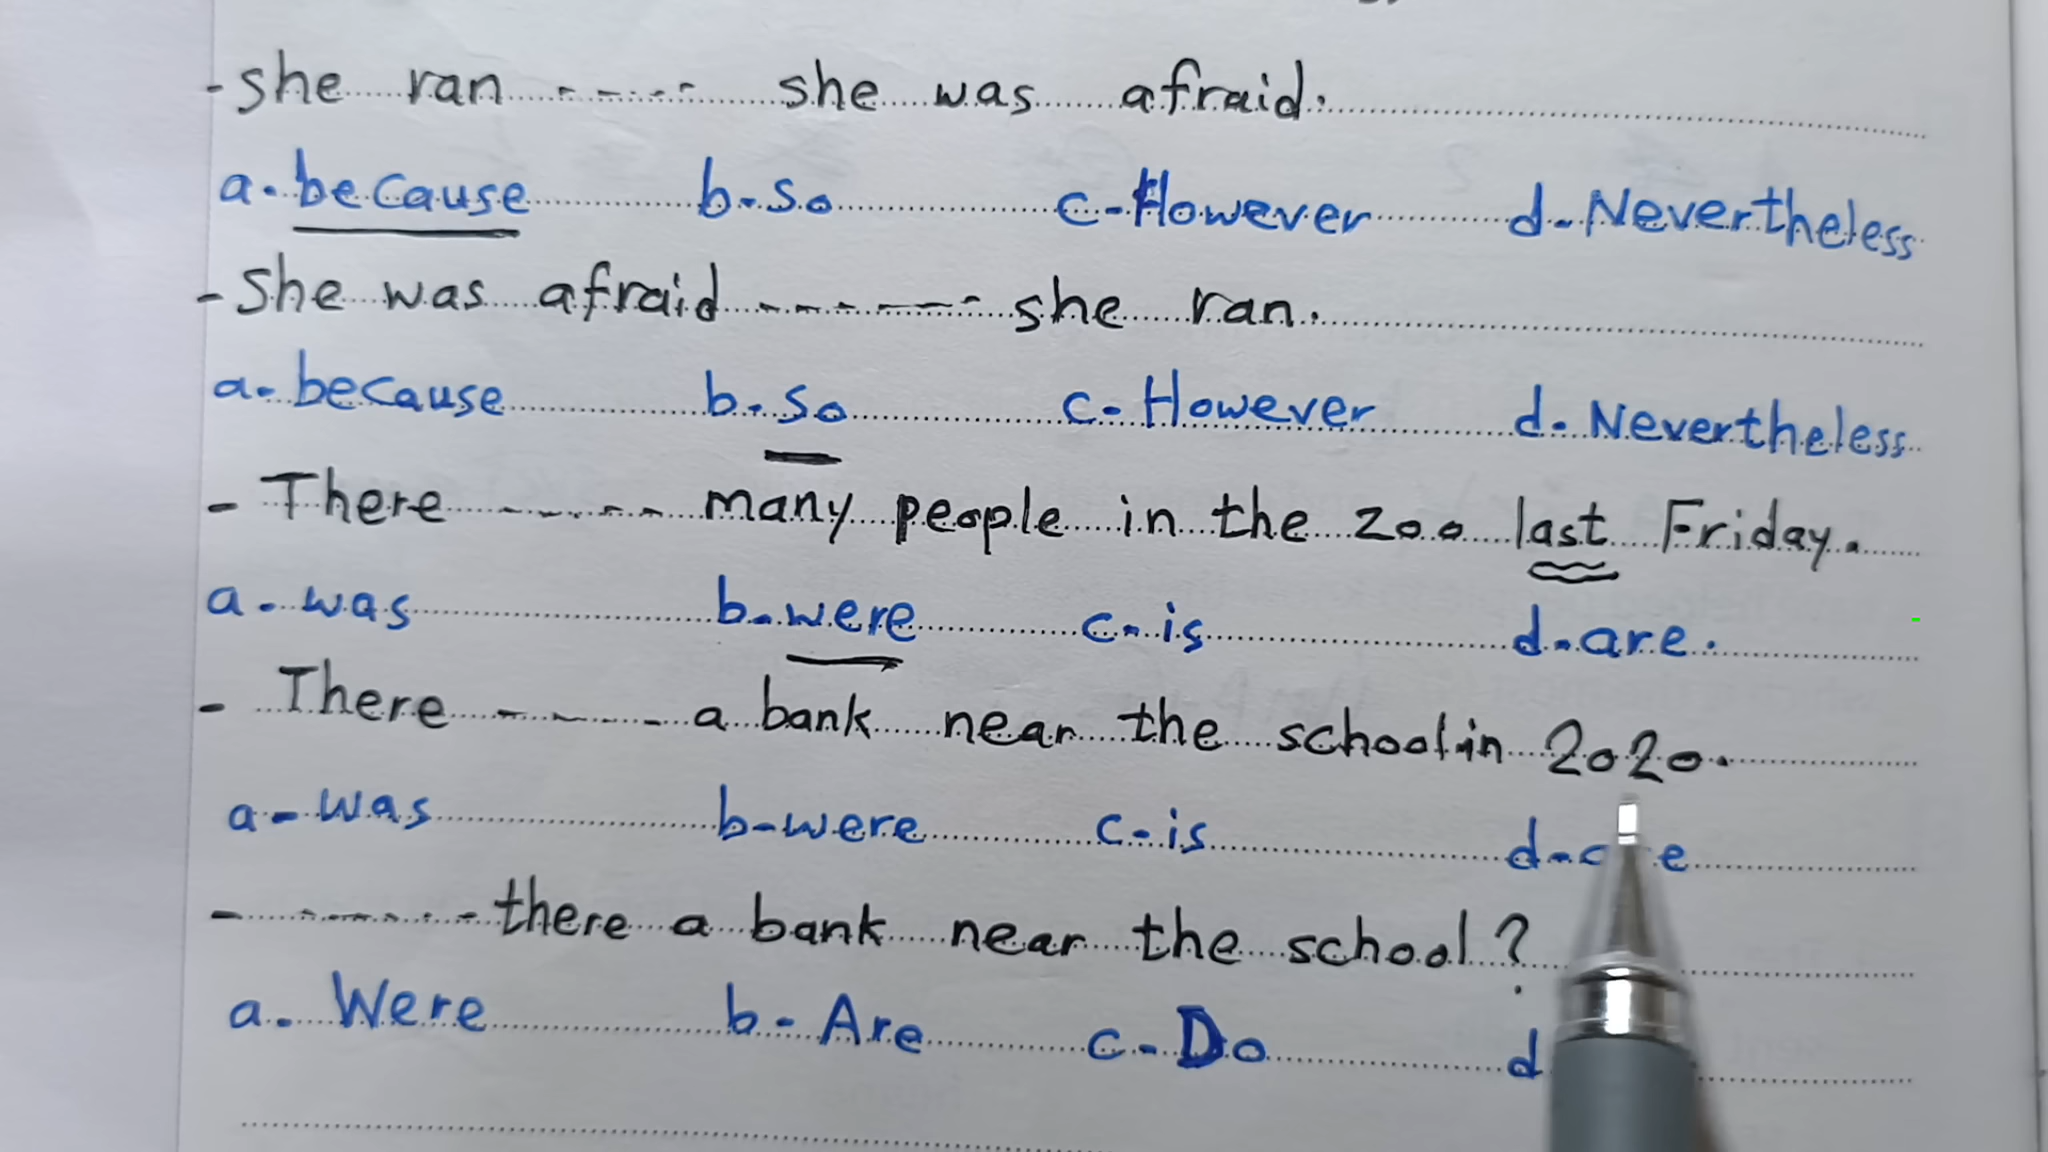 - she ran ----- she was afraid.
a. because b. so c - However d - Nevertheless
- She was afraid ------- she ran.
a. because b. so c - However d. Nevertheless
- There ----- many people in the zoo last Friday.
a - was b - were c - is d - are.
- There ----- a bank near the school in 2020.
a - was b - were c - is d -
- ------- there a bank near the school ?
a. Were b - Are c - Do d